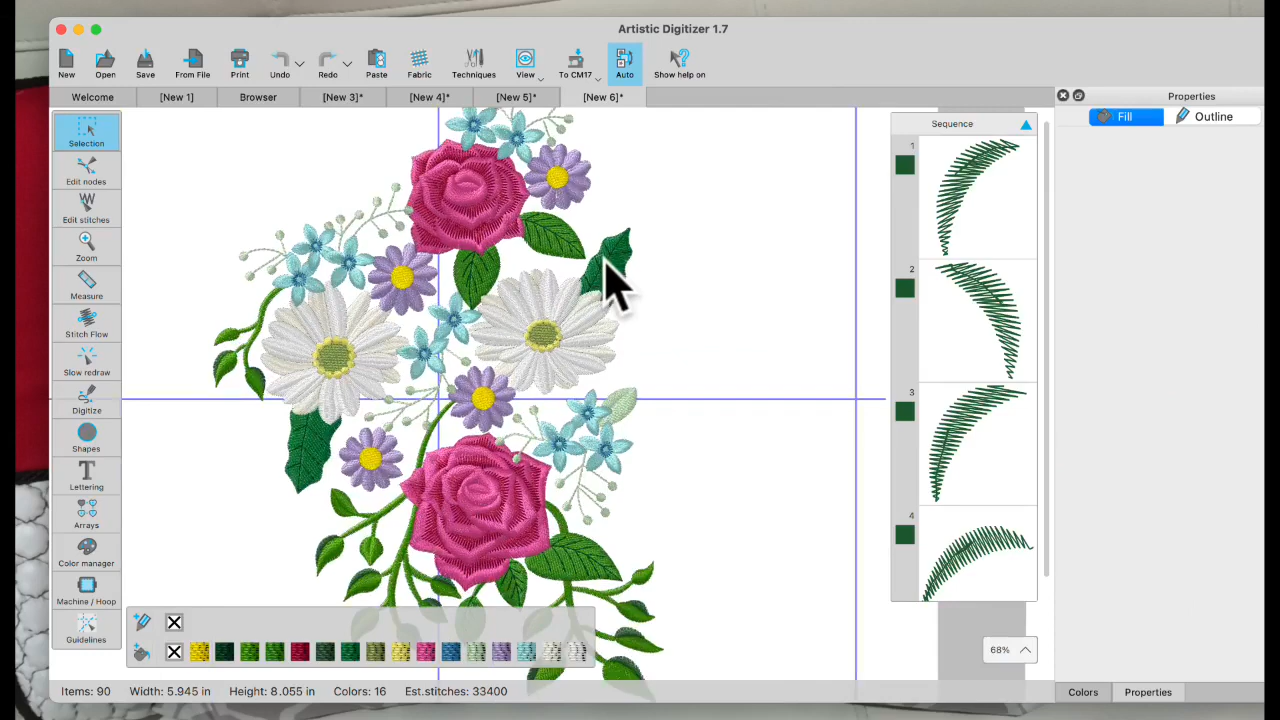 Artistic Digitizer 1.7
New Open Save From File Print Undo Redo Paste Fabric Techniques View To CM17 Auto Show help on
Welcome [New 1] Browser [New 3]* [New 4]* [New 5]* [New 6]* Properties
Fill Outline
Selection
Edit nodes
Edit stitches
Zoom
Measure
Stitch Flow
Slow redraw
Digitize
Shapes
Lettering
Arrays
Color manager
Machine / Hoop
Guidelines
Sequence
1
2
3
4
68%
Items: 90 Width: 5.945 in Height: 8.055 in Colors: 16 Est.stitches: 33400
Colors Properties